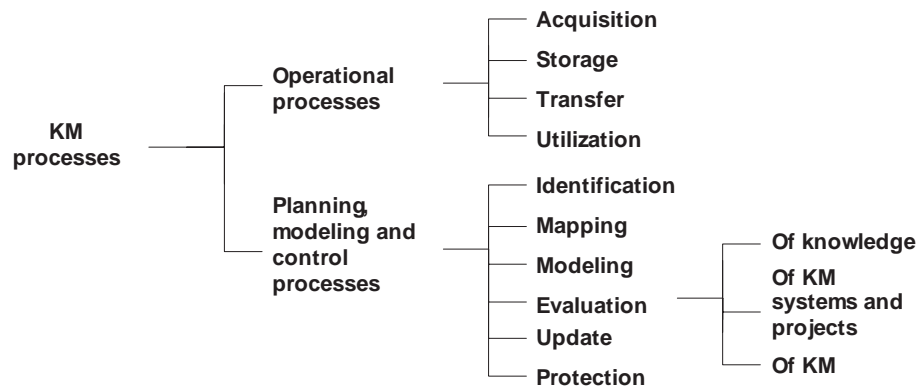 KM
processes
Operational
processes
Acquisition
Storage
Transfer
Utilization
Planning,
modeling and
control
processes
Identification
Mapping
Modeling
Evaluation
Update
Protection
Of knowledge
Of KM
systems and
projects
Of KM